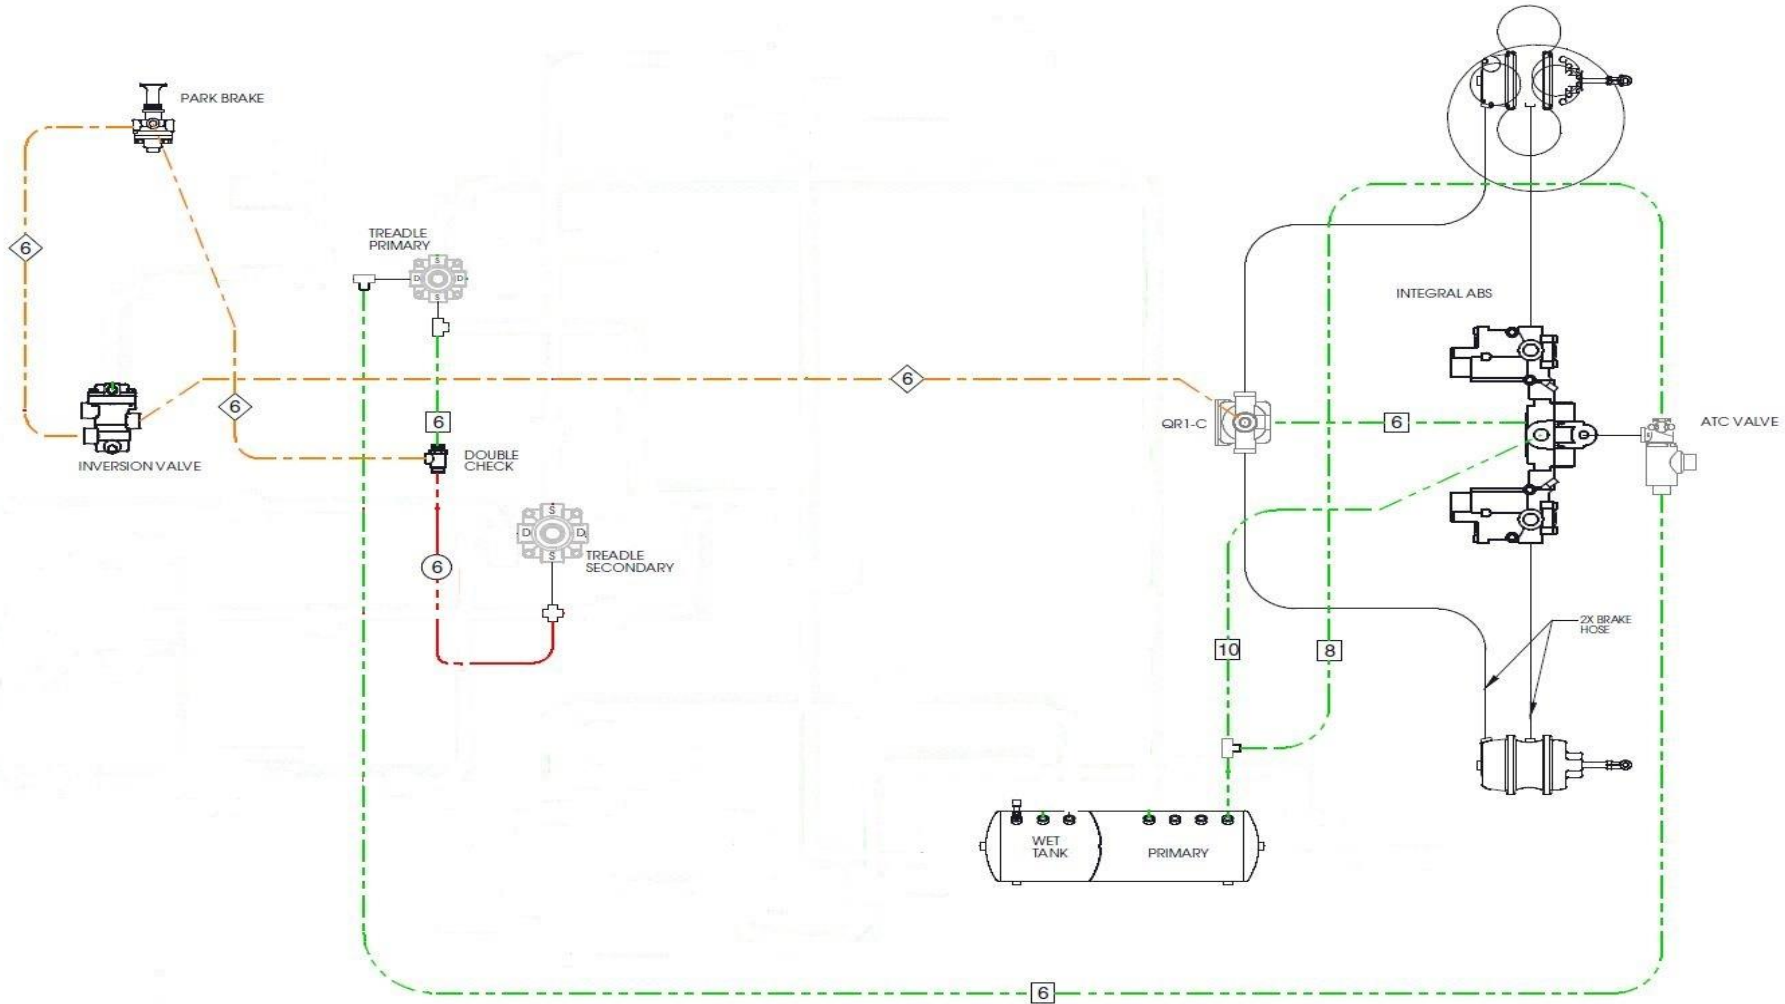 PARK BRAKE
6
TREADLE
PRIMARY
S
D
D
S
INTEGRAL ABS
6
6
6
QR1-C
6
ATC VALVE
INVERSION VALVE
DOUBLE
CHECK
S
D
D
S
TREADLE
SECONDARY
6
2X BRAKE
HOSE
10
8
WET
TANK
PRIMARY
6